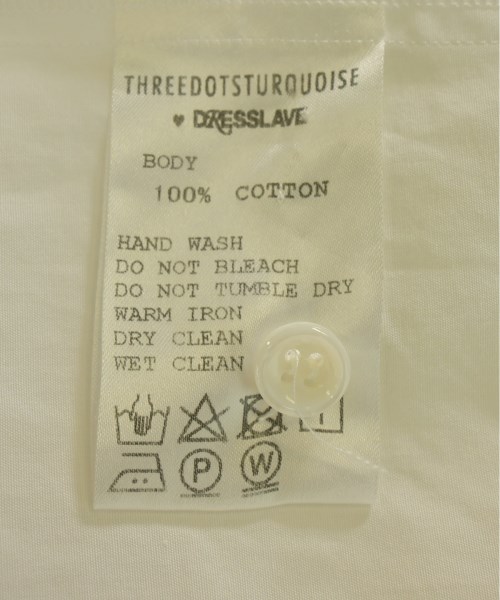 THREEDOTSTURQUOISE
♥ DRESSLAVE
BODY
100% COTTON
HAND WASH
DO NOT BLEACH
DO NOT TUMBLE DRY
WARM IRON
DRY CLEAN
WET CLEAN
P W